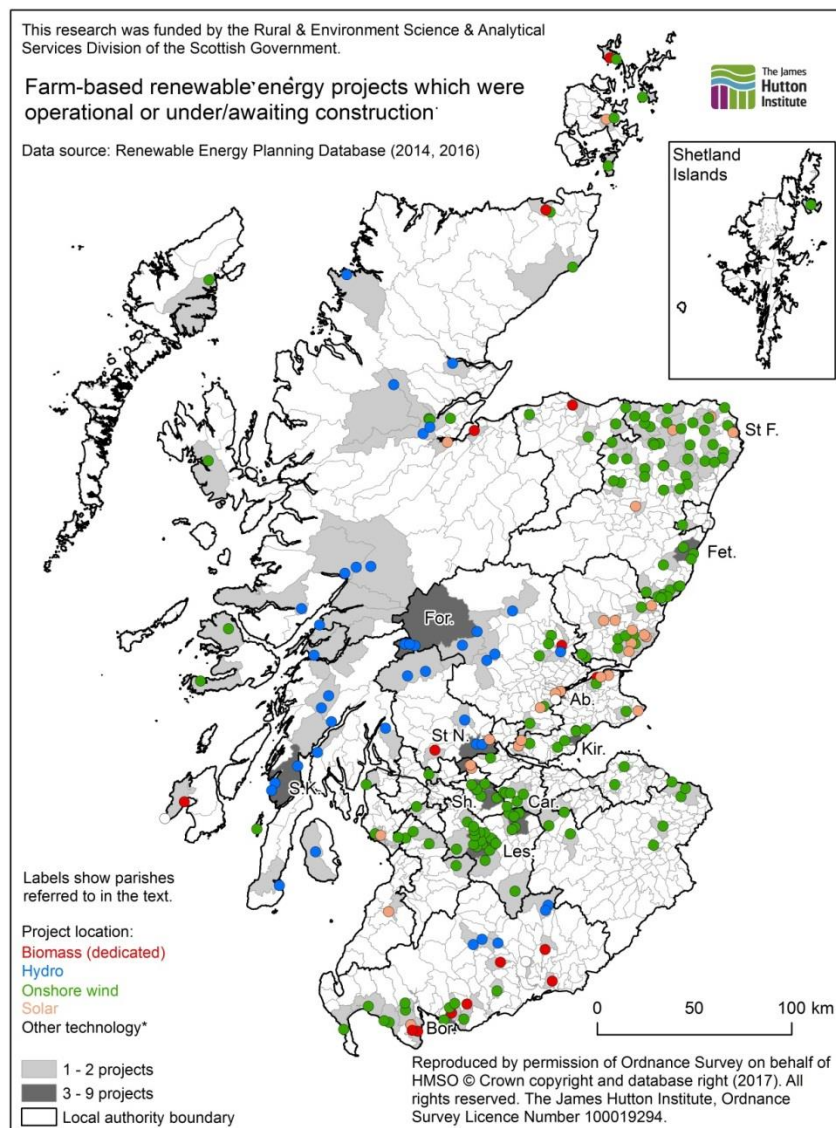 This research was funded by the Rural & Environment Science & Analytical
Services Division of the Scottish Government.
Farm-based renewable energy projects which were
operational or under/awaiting construction
Data source: Renewable Energy Planning Database (2014, 2016)
The James
Hutton
Institute
Shetland
Islands
St F.
Fet.
For.
Ab.
St N.
Kir.
S.K.
Sh.
Car.
Les.
Bor.
Labels show parishes
referred to in the text.
Project location:
Biomass (dedicated)
Hydro
Onshore wind
Solar
Other technology*
1 - 2 projects
3 - 9 projects
Local authority boundary
0 50 100 km
Reproduced by permission of Ordnance Survey on behalf of
HMSO © Crown copyright and database right (2017). All
rights reserved. The James Hutton Institute, Ordnance
Survey Licence Number 100019294.